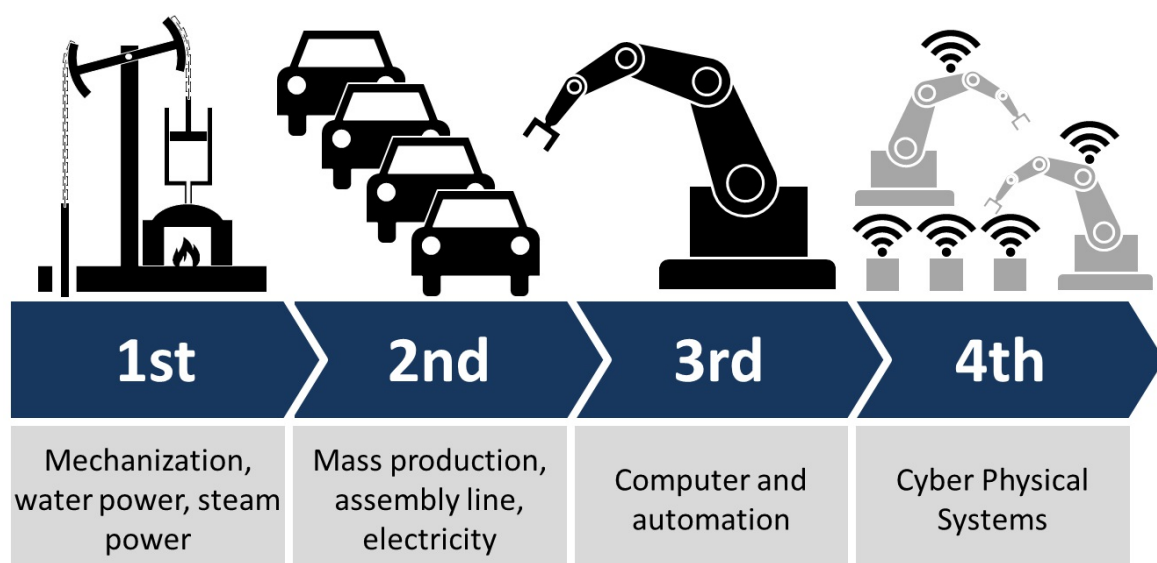 1st
2nd
3rd
4th
Mechanization,
water power, steam
power
Mass production,
assembly line,
electricity
Computer and
automation
Cyber Physical
Systems